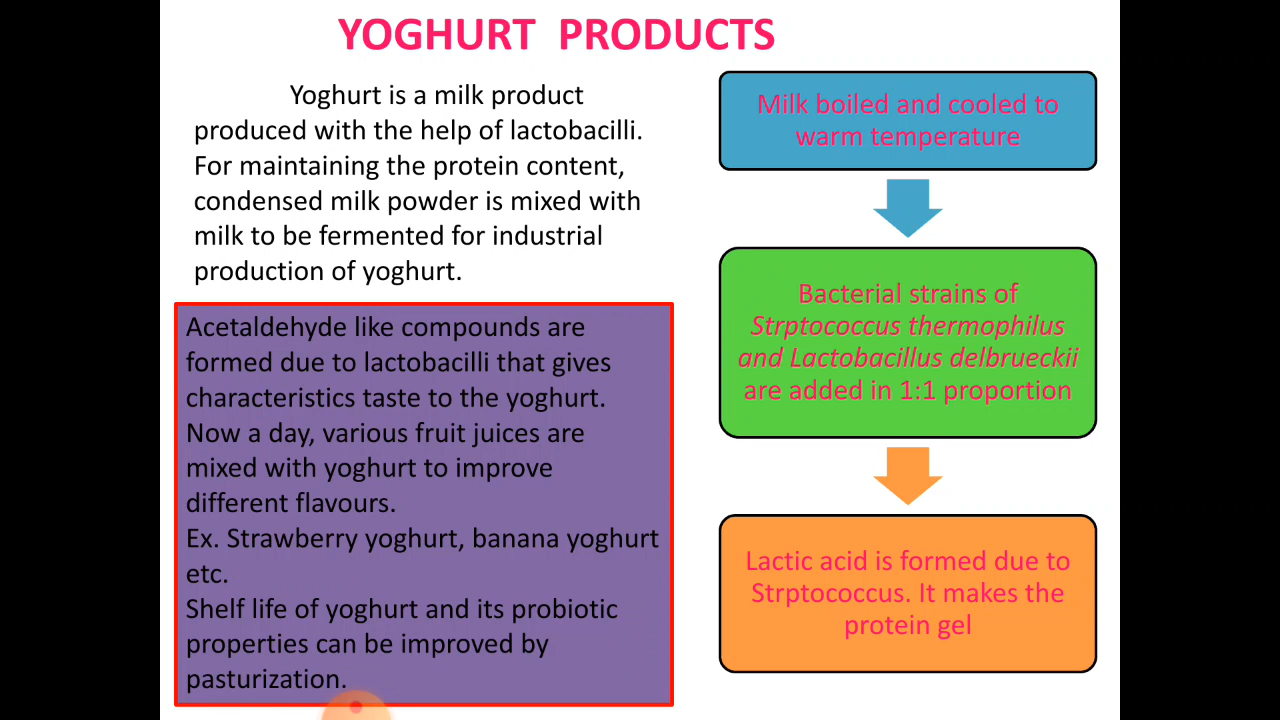 YOGHURT PRODUCTS
Yoghurt is a milk product
produced with the help of lactobacilli.
For maintaining the protein content,
condensed milk powder is mixed with
milk to be fermented for industrial
production of yoghurt.
Acetaldehyde like compounds are
formed due to lactobacilli that gives
characteristics taste to the yoghurt.
Now a day, various fruit juices are
mixed with yoghurt to improve
different flavours.
Ex. Strawberry yoghurt, banana yoghurt
etc.
Shelf life of yoghurt and its probiotic
properties can be improved by
pasturization.
Milk boiled and cooled to
warm temperature
Bacterial strains of
Strptococcus thermophilus
and Lactobacillus delbrueckii
are added in 1:1 proportion
Lactic acid is formed due to
Strptococcus. It makes the
protein gel